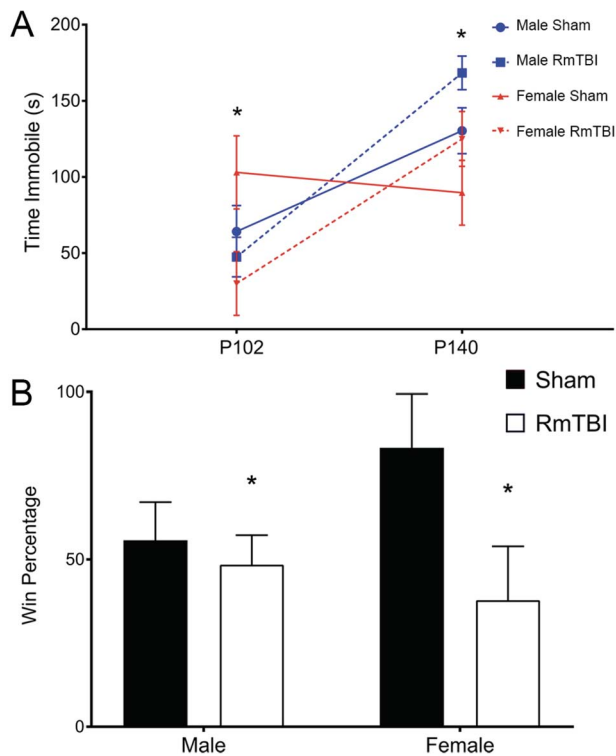 A
Time Immobile (s)
200
150
100
50
0
*
*
P102
P140
Male Sham
Male RmTBI
Female Sham
Female RmTBI
B
Win Percentage
100
50
0
*
*
Male
Female
Sham
RmTBI